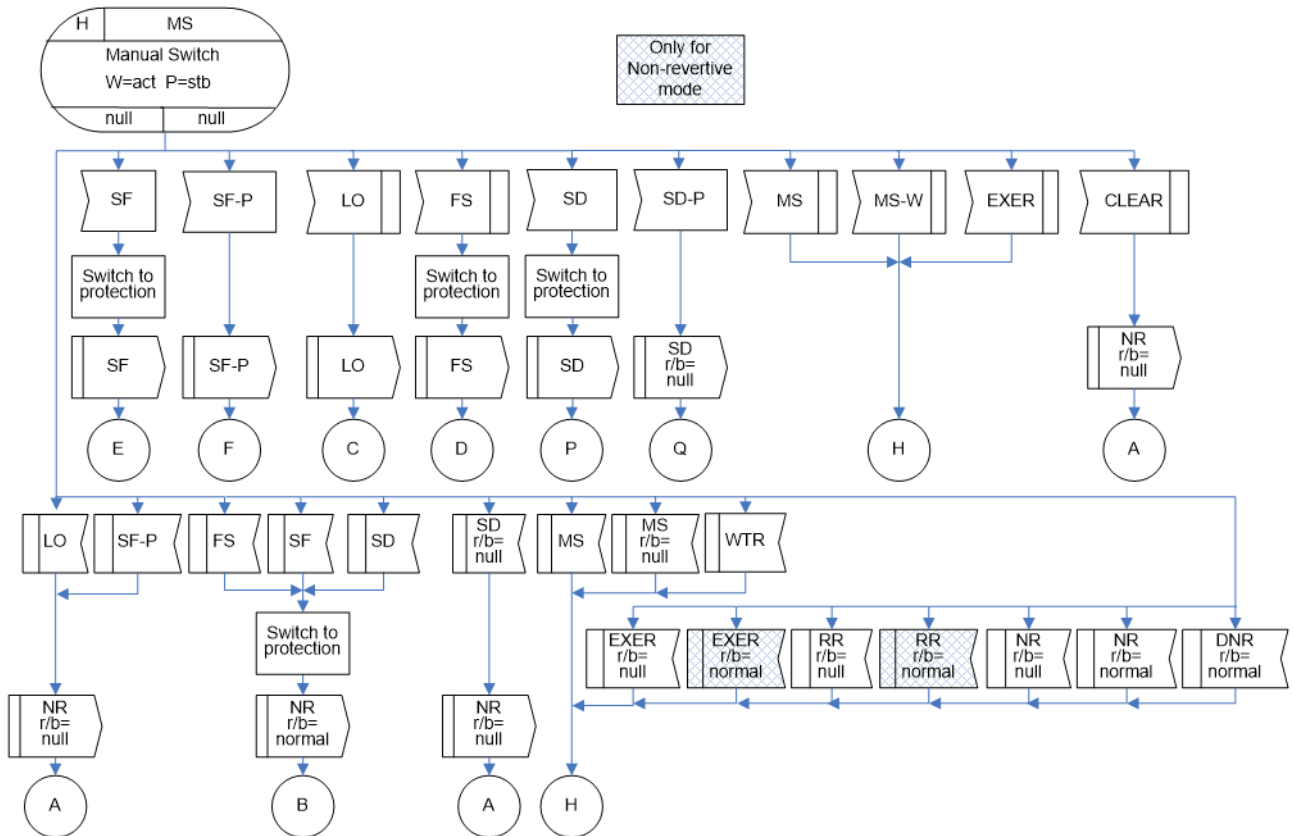 H MS
Manual Switch
W=act P=stb
null null
Only for
Non-revertive
mode
SF SF-P LO FS SD SD-P MS MS-W EXER CLEAR
Switch to
protection
Switch to
protection
Switch to
protection
SF SF-P LO FS SD
SD
r/b=
null
NR
r/b=
null
E F C D P Q H A
LO SF-P FS SF SD
SD
r/b=
null
MS
MS
r/b=
null
WTR
Switch to
protection
EXER
r/b=
null
EXER
r/b=
normal
RR
r/b=
null
RR
r/b=
normal
NR
r/b=
null
NR
r/b=
normal
DNR
r/b=
normal
NR
r/b=
null
NR
r/b=
normal
NR
r/b=
null
A B A H